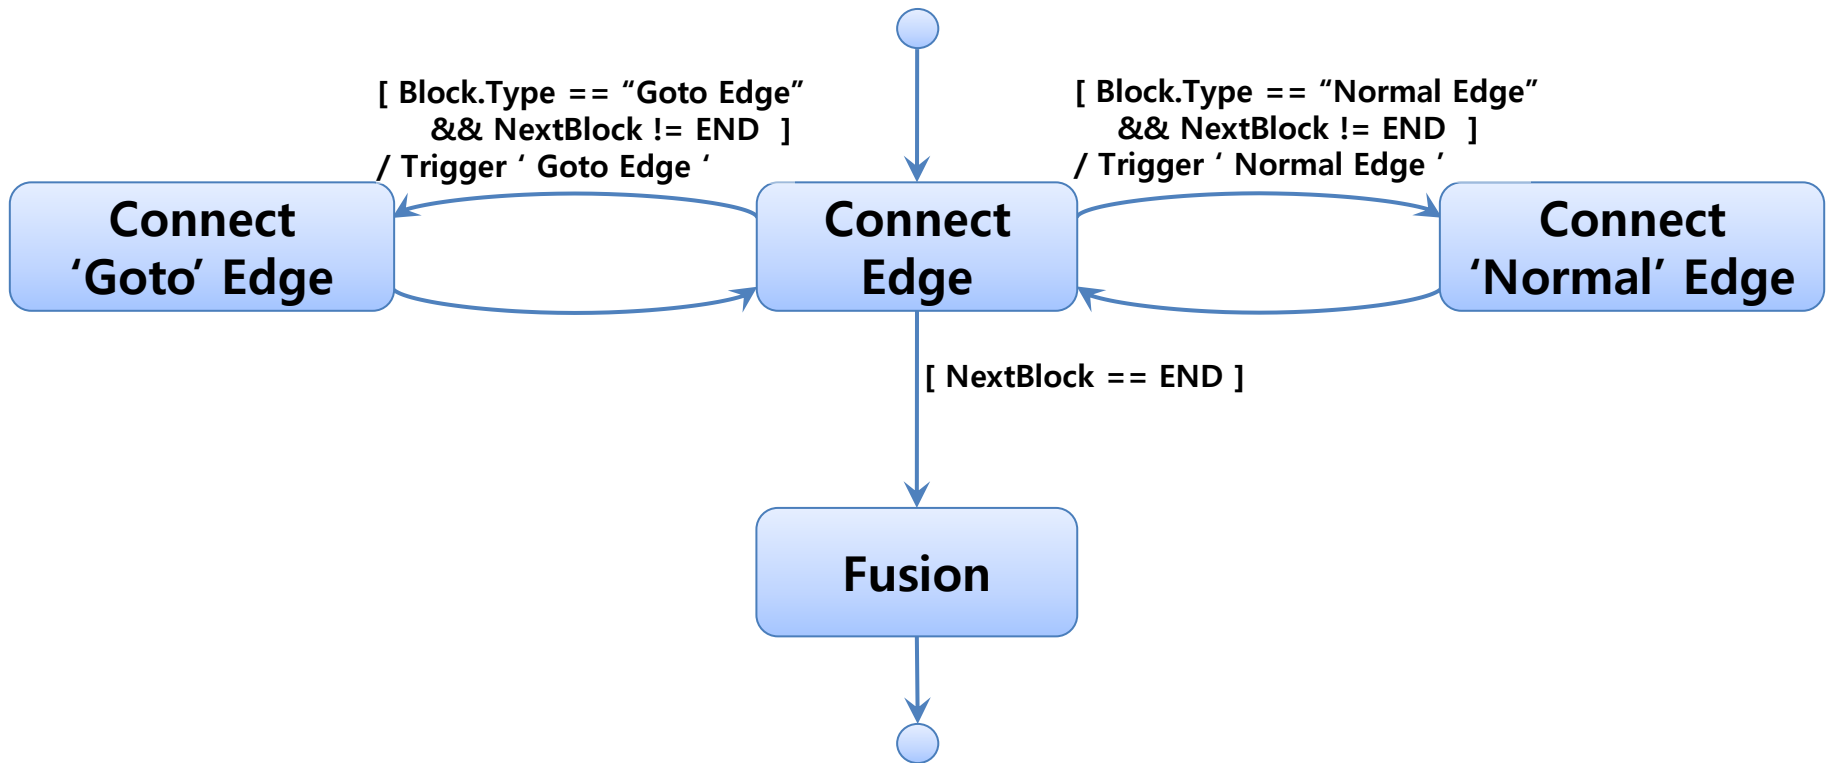 [ Block.Type == “Goto Edge”
&& NextBlock != END ]
/ Trigger ‘ Goto Edge ‘
[ Block.Type == “Normal Edge”
&& NextBlock != END ]
/ Trigger ‘ Normal Edge ’
Connect
‘Goto’ Edge
Connect
Edge
Connect
‘Normal’ Edge
[ NextBlock == END ]
Fusion